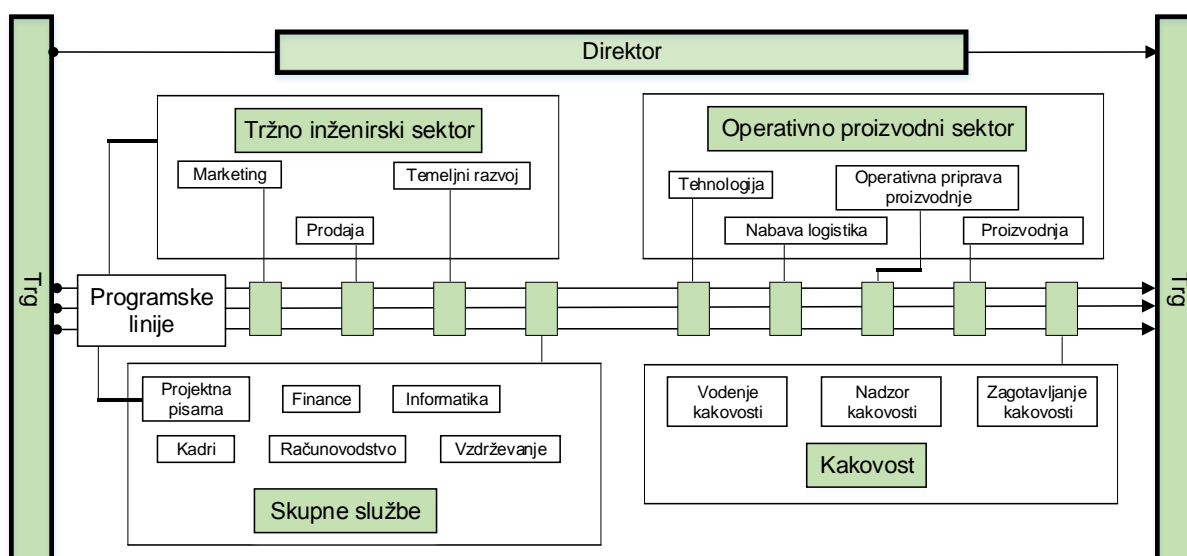 Direktor
Trg
Tržno inženirski sektor
Marketing
Temeljni razvoj
Prodaja
Operativno proizvodni sektor
Tehnologija
Operativna priprava
proizvodnje
Nabava logistika
Proizvodnja
Programske
linije
Trg
Projektna
pisarna
Finance
Informatika
Kadri
Računovodstvo
Vzdrževanje
Skupne službe
Vodenje
kakovosti
Nadzor
kakovosti
Zagotavljanje
kakovosti
Kakovost